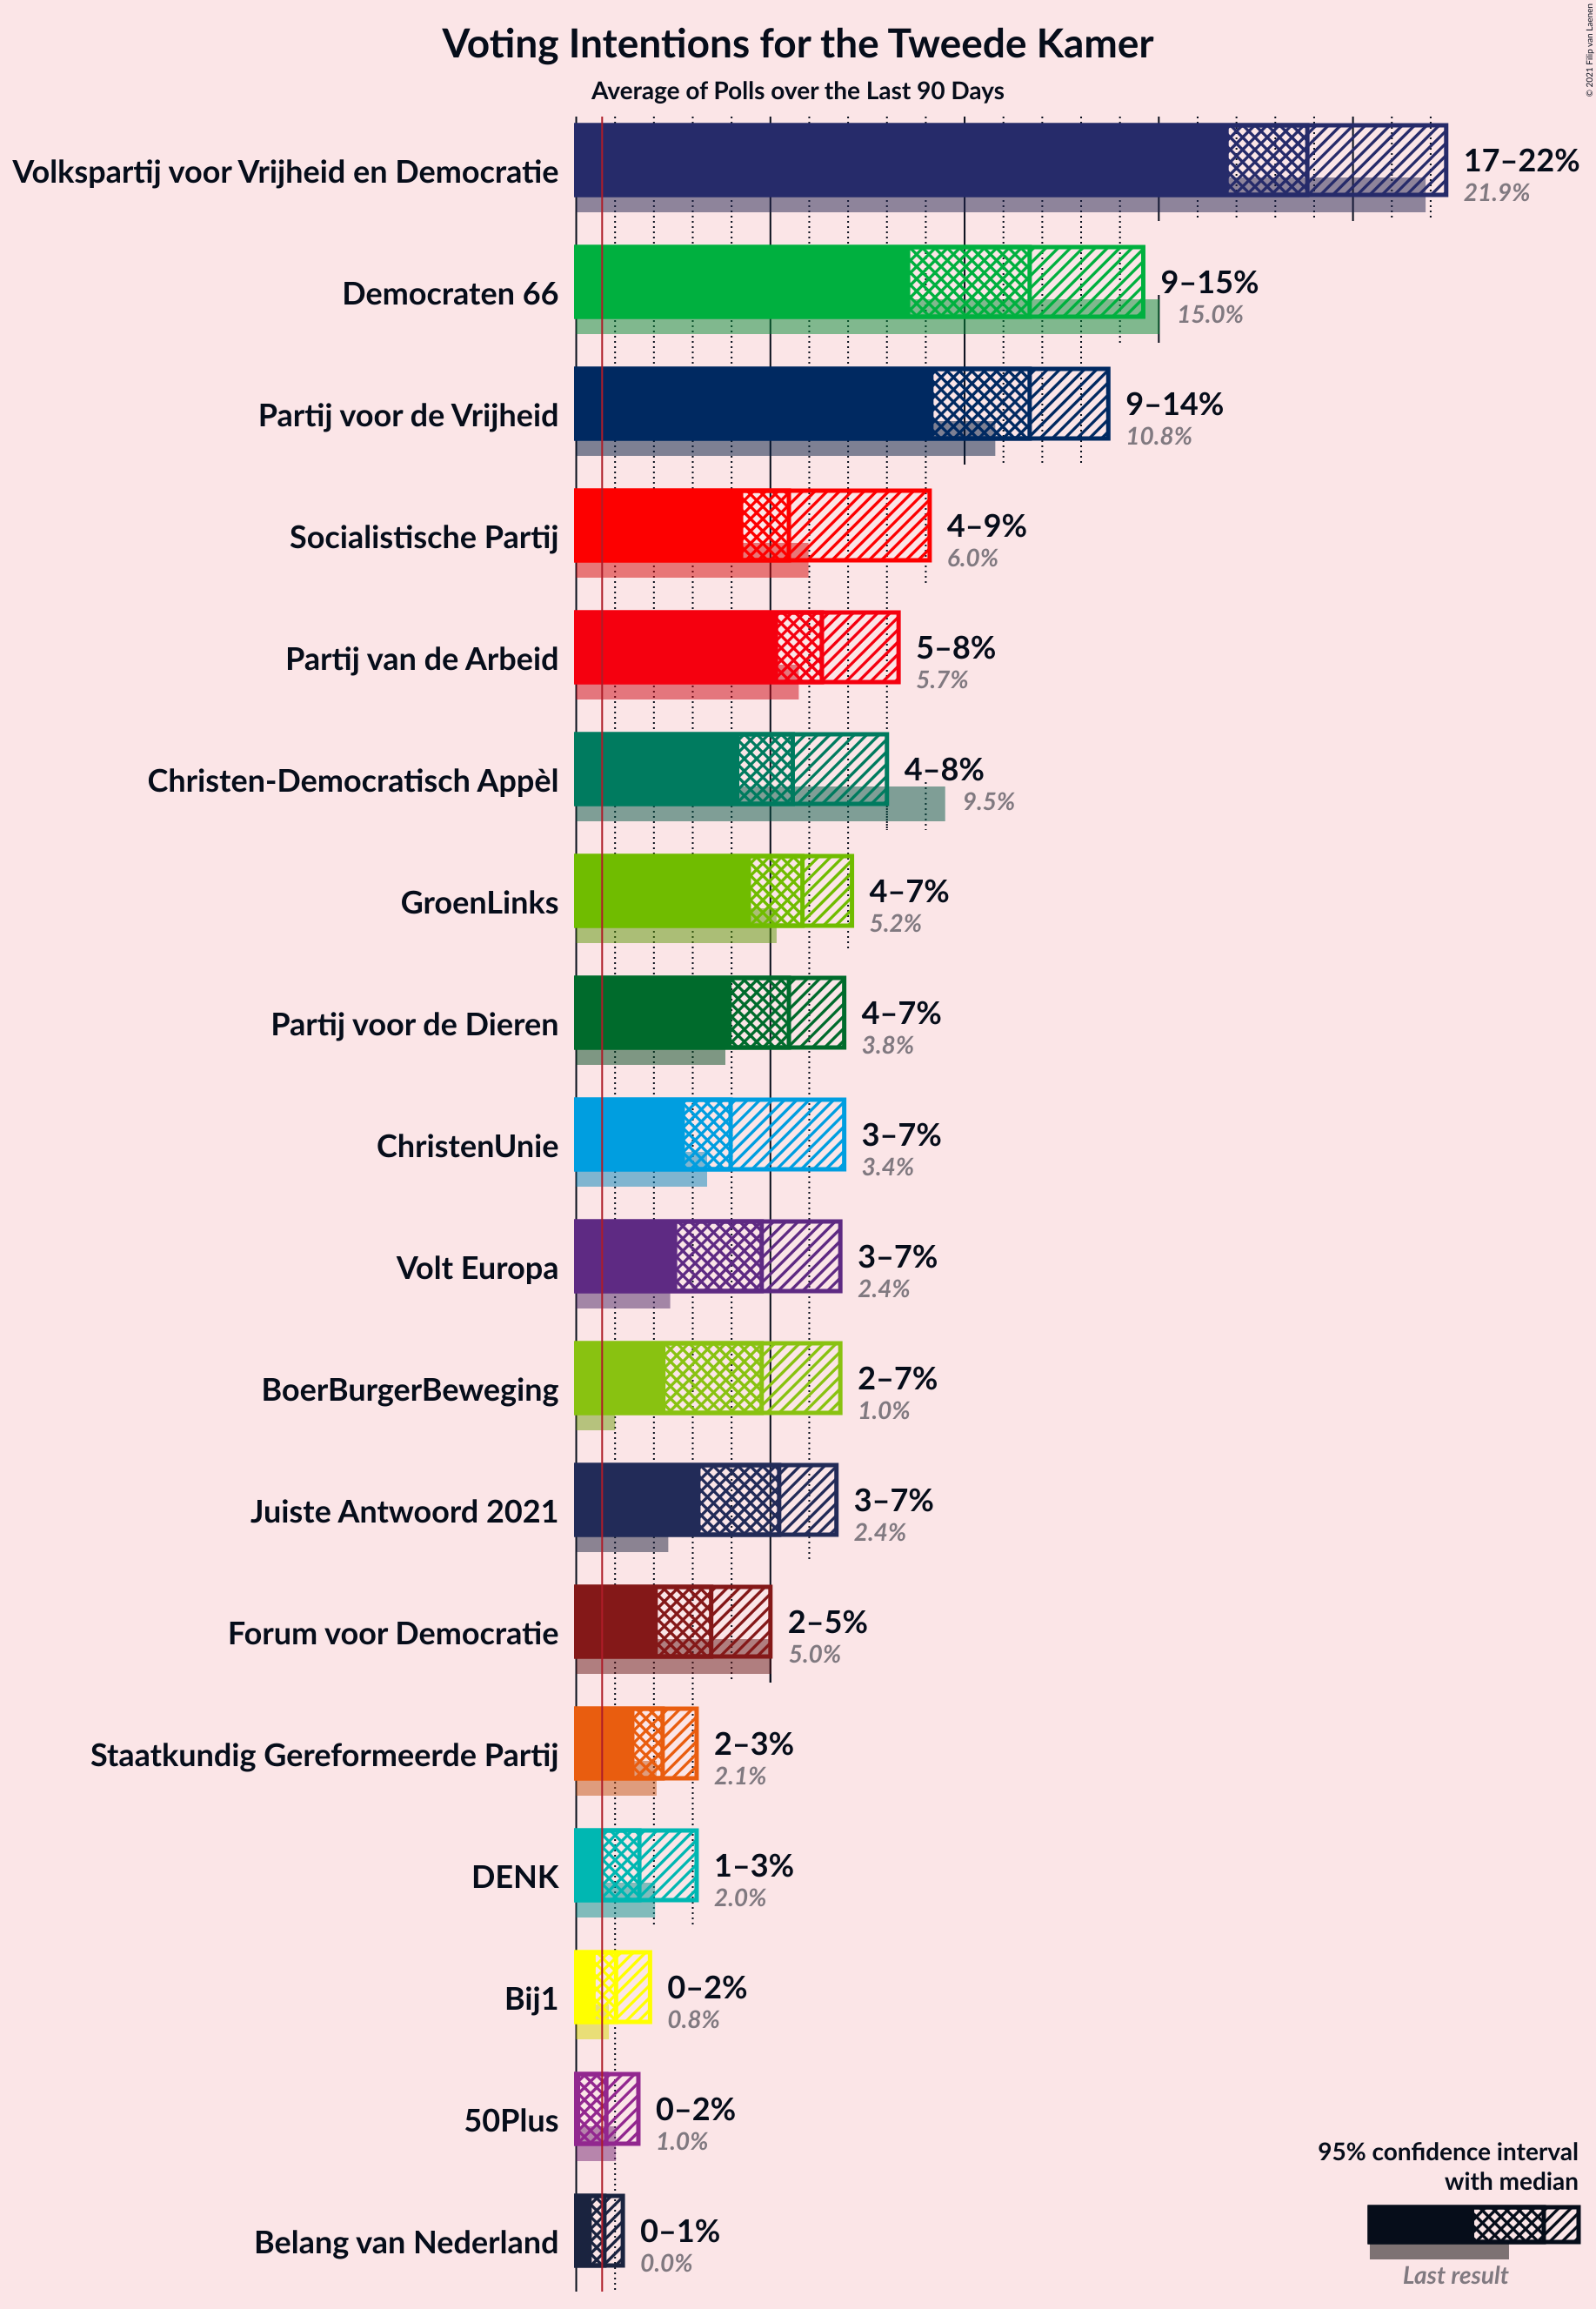 Voting Intentions for the Tweede Kamer
Average of Polls over the Last 90 Days
© 2021 Filip van Laenen
Volkspartij voor Vrijheid en Democratie
17–22%
21.9%
Democraten 66
9–15%
15.0%
Partij voor de Vrijheid
9–14%
10.8%
Socialistische Partij
4–9%
6.0%
Partij van de Arbeid
5–8%
5.7%
Christen-Democratisch Appèl
4–8%
9.5%
GroenLinks
4–7%
5.2%
Partij voor de Dieren
4–7%
3.8%
ChristenUnie
3–7%
3.4%
Volt Europa
3–7%
2.4%
BoerBurgerBeweging
2–7%
1.0%
Juiste Antwoord 2021
3–7%
2.4%
Forum voor Democratie
2–5%
5.0%
Staatkundig Gereformeerde Partij
2–3%
2.1%
DENK
1–3%
2.0%
Bij1
0–2%
0.8%
50Plus
0–2%
1.0%
Belang van Nederland
0–1%
0.0%
95% confidence interval
with median
Last result